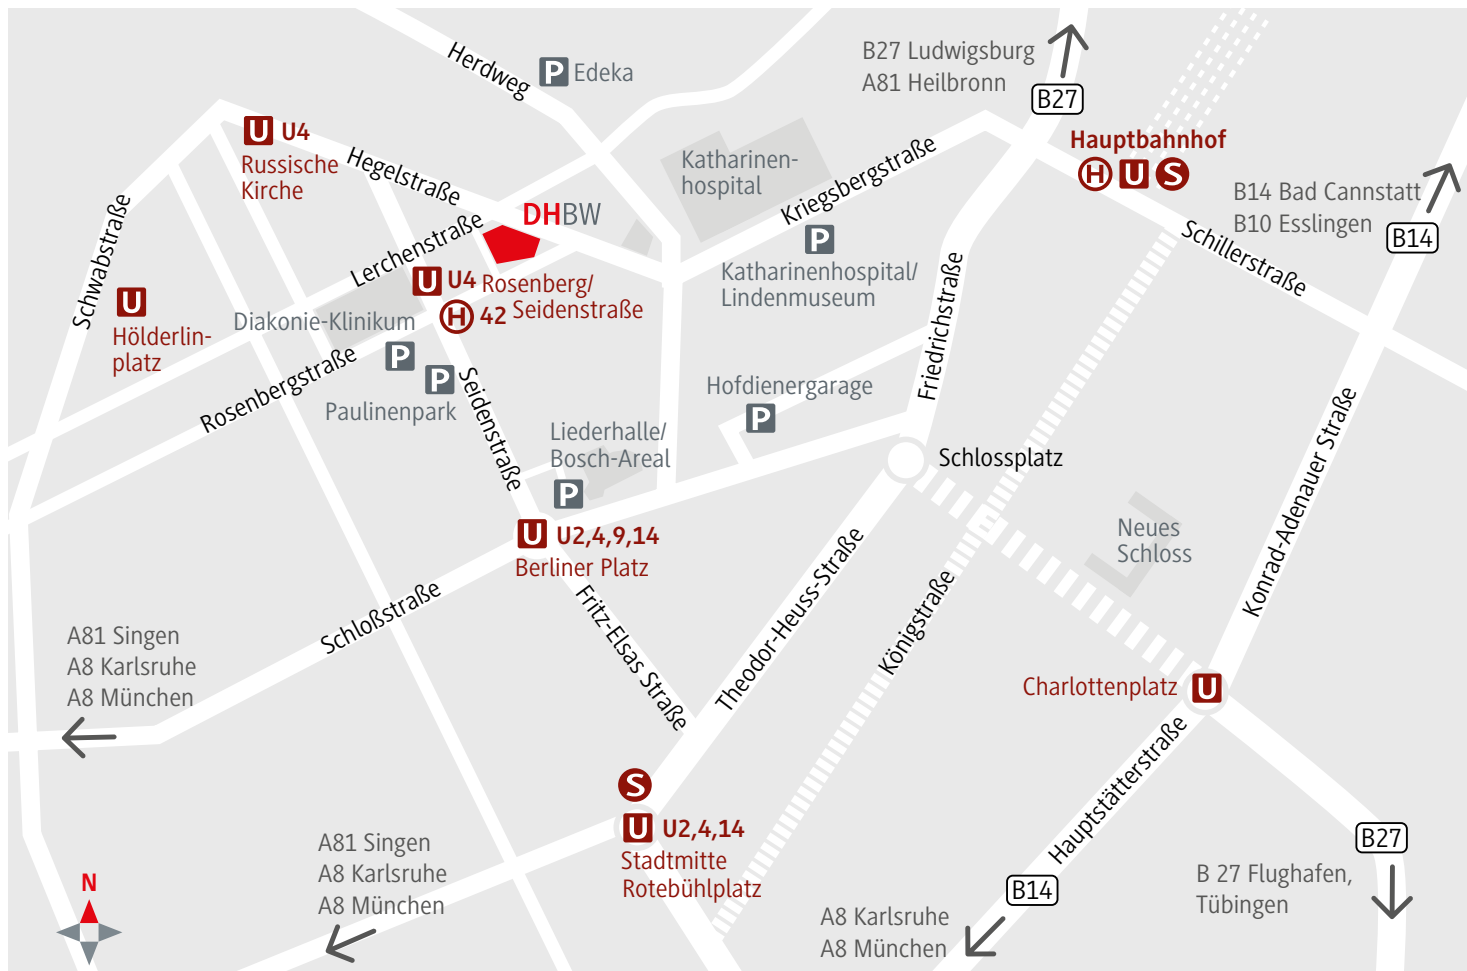 Herdweg
P Edeka
B27 Ludwigsburg
A81 Heilbronn
B27
U U4
Russische
Kirche
Hegelstraße
Katharinen-
hospital
Kriegsbergstraße
Hauptbahnhof
H U S
B14 Bad Cannstatt
B10 Esslingen
B14
Schillerstraße
Schwabstraße
Lerchenstraße
DHBW
P
Katharinenhospital/
Lindenmuseum
U
Hölderlin-
platz
U U4 Rosenberg/
H 42 Seidenstraße
Diakonie-Klinikum
P
P
Paulinenpark
Rosenbergstraße
Seidenstraße
Friedrichstraße
Hofdienergarage
P
Liederhalle/
Bosch-Areal
P
Schlossplatz
Konrad-Adenauer Straße
Neues
Schloss
U U2,4,9,14
Berliner Platz
Schloßstraße
Fritz-Elsas Straße
Theodor-Heuss-Straße
Königstraße
A81 Singen
A8 Karlsruhe
A8 München
Charlottenplatz U
Hauptstätterstraße
S
U U2,4,14
Stadtmitte
Rotebühlplatz
A81 Singen
A8 Karlsruhe
A8 München
B14
A8 Karlsruhe
A8 München
B27
B 27 Flughafen,
Tübingen
N